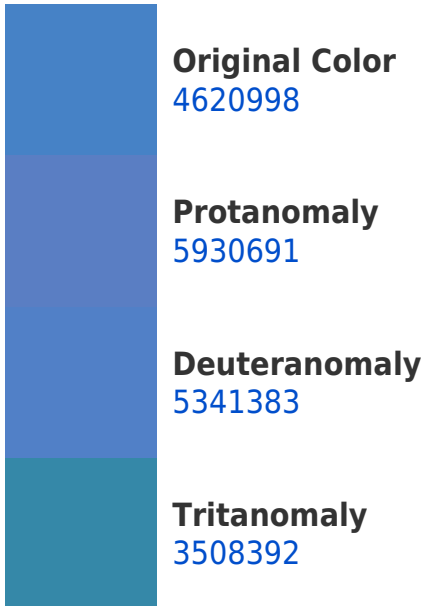 Original Color
4620998
Protanomaly
5930691
Deuteranomaly
5341383
Tritanomaly
3508392